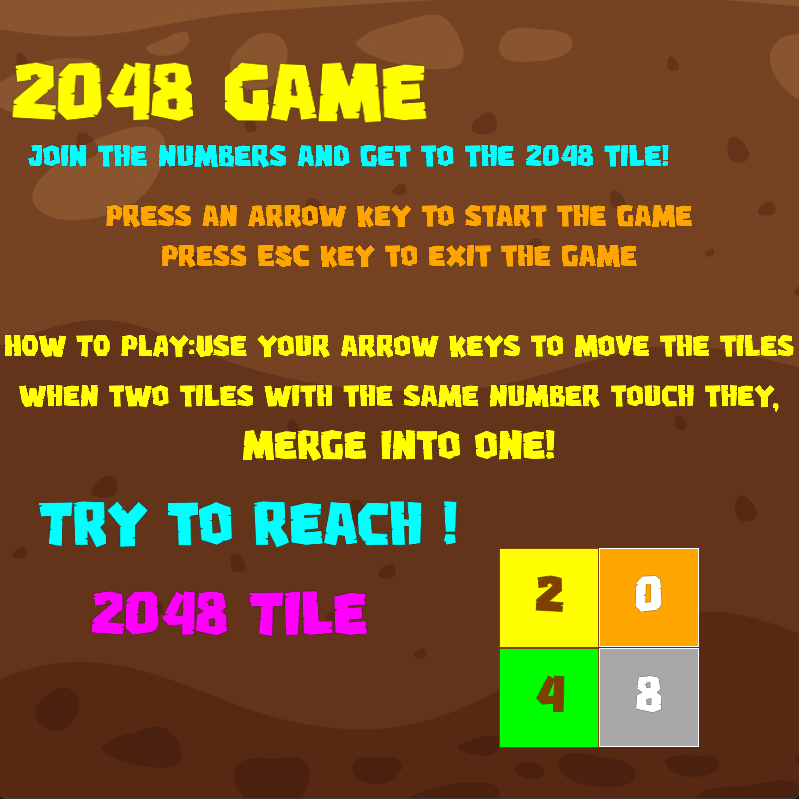 2048 GAME
JOIN THE NUMBERS AND GET TO THE 2048 TILE!
PRESS AN ARROW KEY TO START THE GAME
PRESS ESC KEY TO EXIT THE GAME
HOW TO PLAY:USE YOUR ARROW KEYS TO MOVE THE TILES
WHEN TWO TILES WITH THE SAME NUMBER TOUCH THEY,
MERGE INTO ONE!
TRY TO REACH !
2048 TILE
2 0
4 8